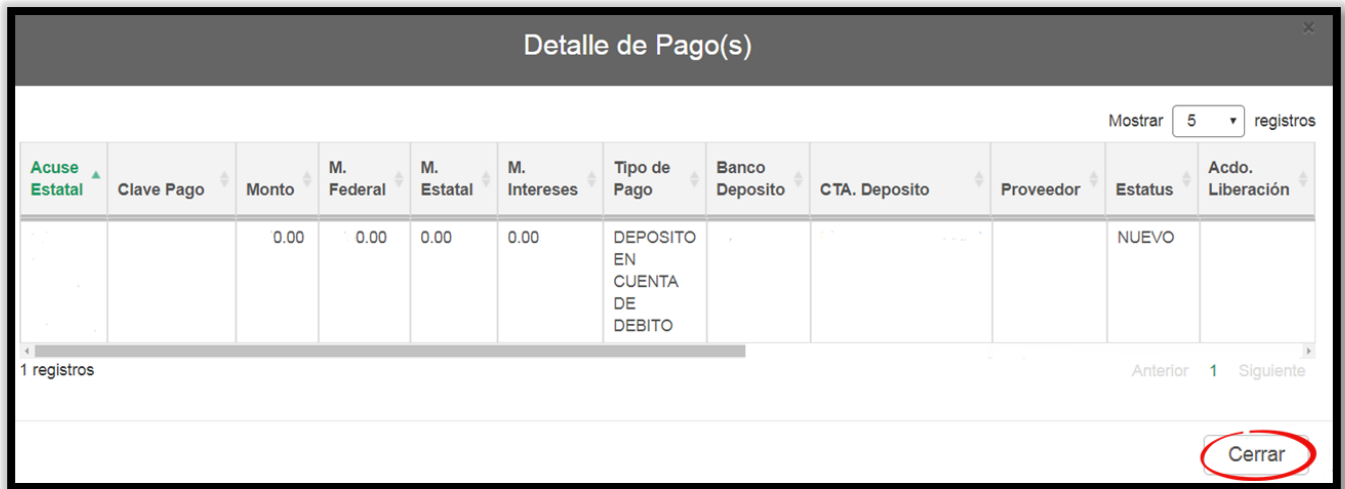 Detalle de Pago(s)
×
Mostrar 5 registros
Acuse Estatal Clave Pago Monto M. Federal M. Estatal M. Intereses Tipo de Pago Banco Deposito CTA. Deposito Proveedor Estatus Acdo. Liberación
0.00 0.00 0.00 0.00 DEPOSITO NUEVO
EN
CUENTA
DE
DEBITO
1 registros
Anterior 1 Siguiente
Cerrar